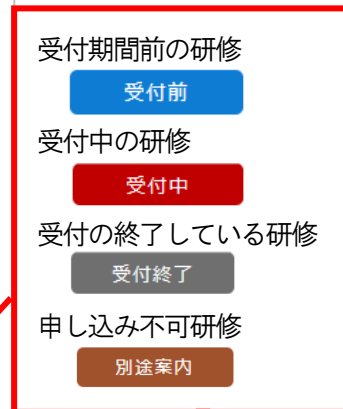 受付期間前の研修
受付前
受付中の研修
受付中
受付の終了している研修
受付終了
申し込み不可研修
別途案内